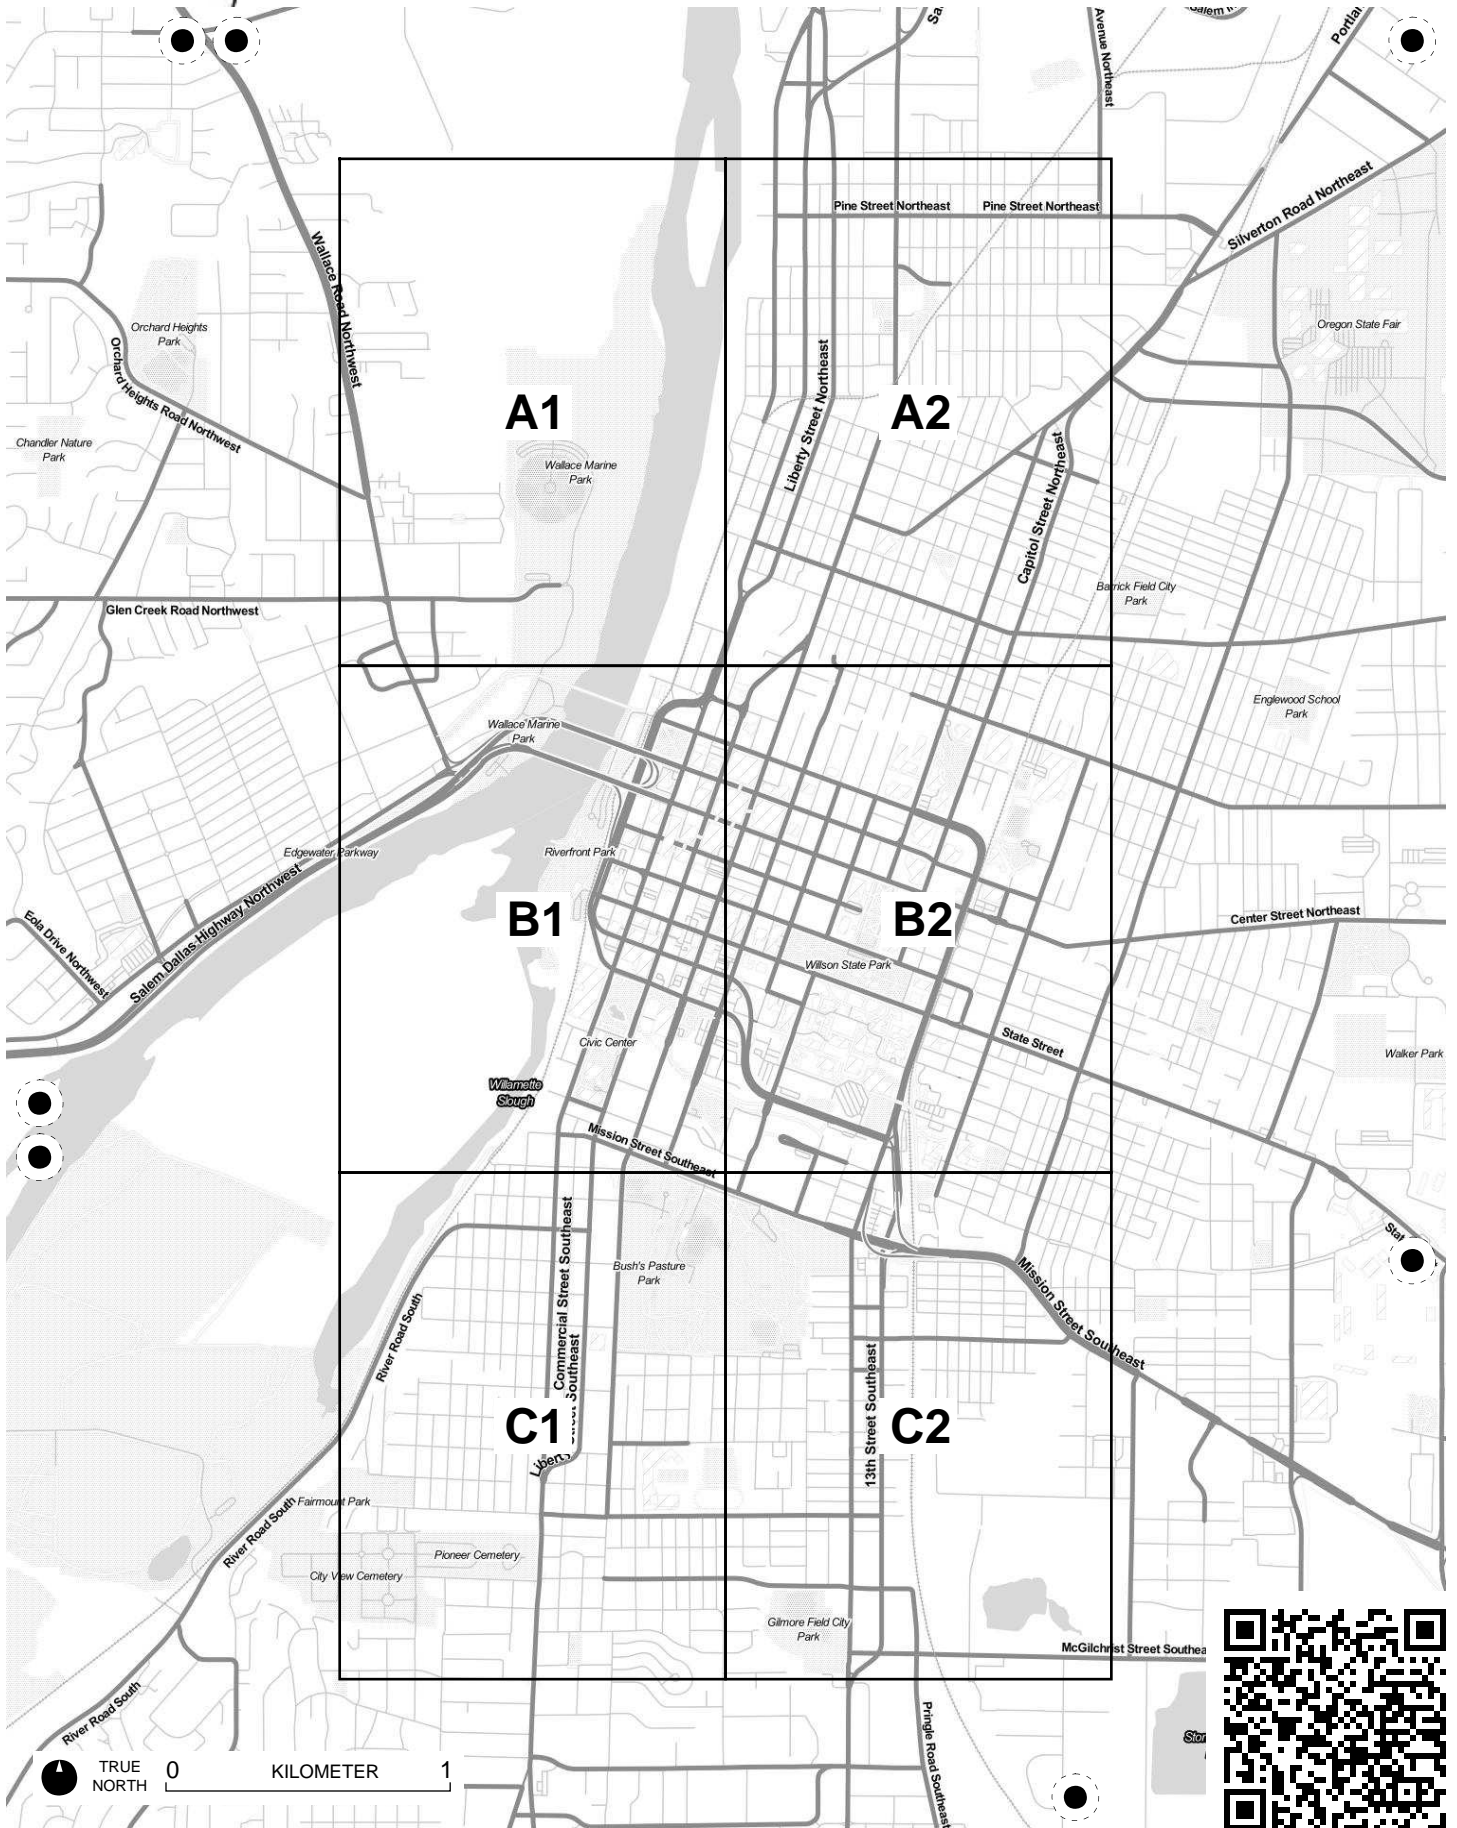 Avenue Northeast
Pine Street Northeast
Pine Street Northeast
Silverton Road Northeast
Wallace Road Northwest
Orchard Heights
Park
Oregon State Fair
Orchard Heights Road Northwest
Liberty Street Northeast
A1
A2
Chandler Nature
Park
Wallace Marine
Park
Capitol Street Northeast
Barrick Field City
Park
Glen Creek Road Northwest
Englewood School
Park
Wallace Marine
Park
Edgewater Parkway
Riverfront Park
B1
B2
Center Street Northeast
Eola Drive Northwest
Salem Dallas Highway Northwest
Willson State Park
Civic Center
State Street
Walker Park
Willamette
Slough
Mission Street Southeast
Commercial Street Southeast
Bush's Pasture
Park
Mission Street Southeast
River Road South
13th Street Southeast
C1
C2
River Road South
Fairmount Park
Pioneer Cemetery
City View Cemetery
Gilmore Field City
Park
McGilchrist Street Southea
River Road South
Pringle Road Southeast
TRUE
NORTH
0 KILOMETER 1